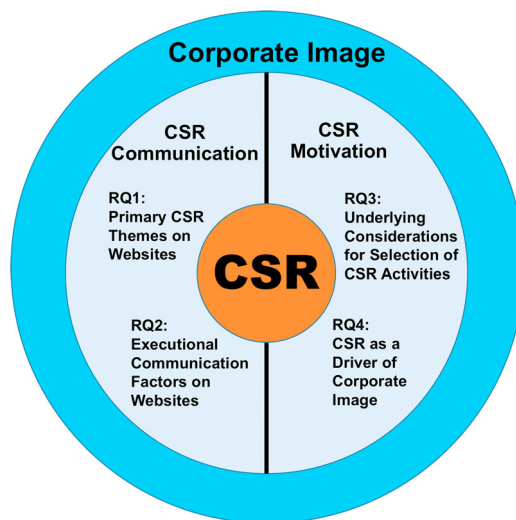 Corporate Image
CSR
Communication
CSR
Motivation
RQ1:
Primary CSR
Themes on
Websites
RQ3:
Underlying
Considerations
for Selection of
CSR Activities
CSR
RQ2:
Executional
Communication
Factors on
Websites
RQ4:
CSR as a
Driver of
Corporate
Image